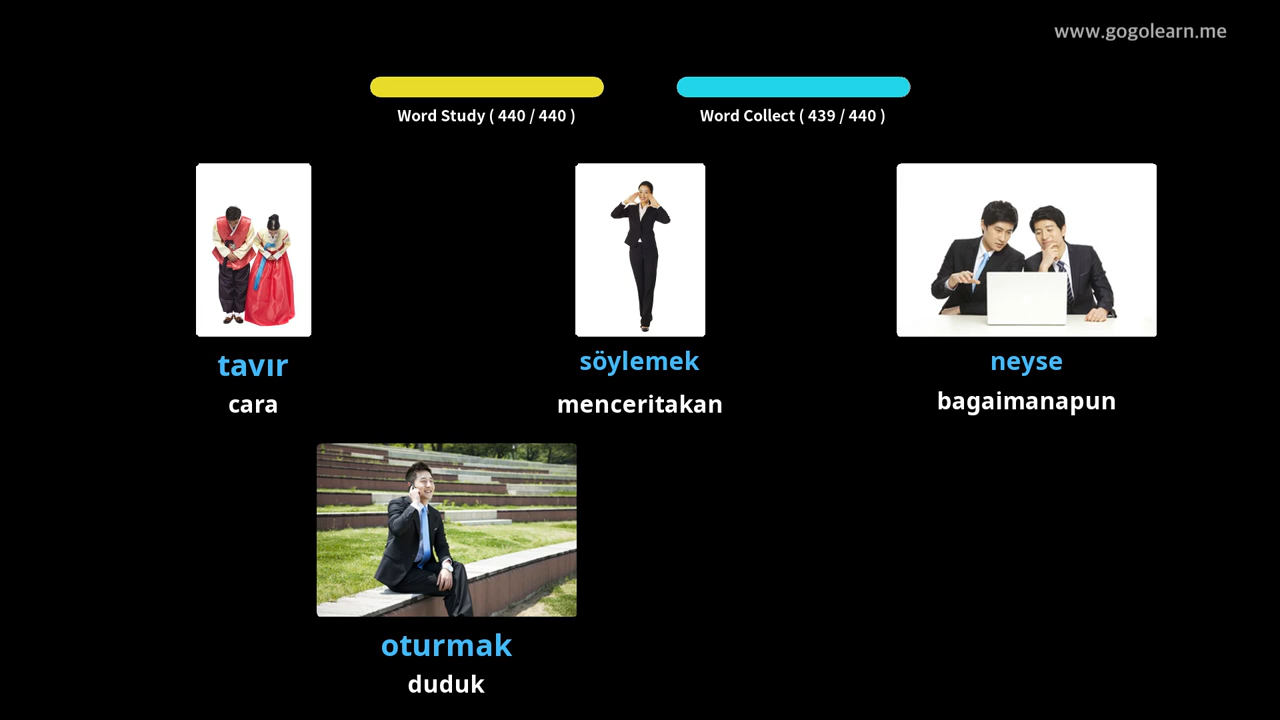 www.gogolearn.me
Word Study ( 440 / 440 )
Word Collect ( 439 / 440 )
tavır
cara
söylemek
menceritakan
neyse
bagaimanapun
oturmak
duduk